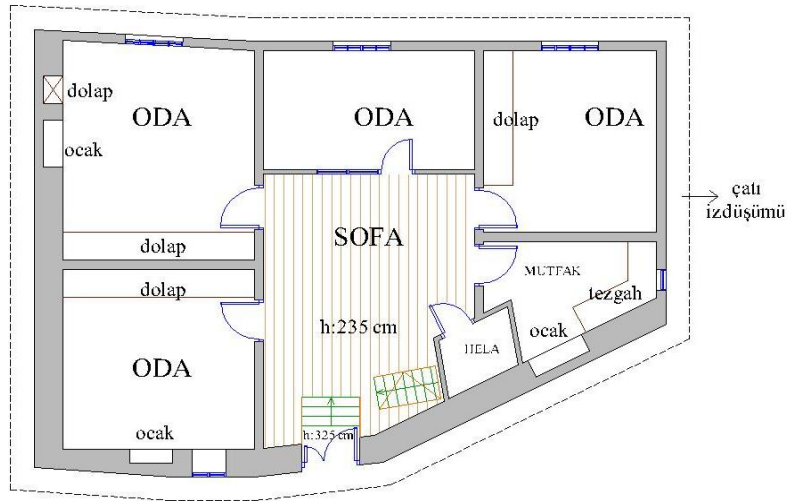 dolap
ODA
ocak
dolap
ODA
dolap
ODA
çatı
izdüşümü
SOFA
h:235 cm
MUTFAK
tezgah
ocak
HELA
dolap
ODA
ocak
h:325 cm